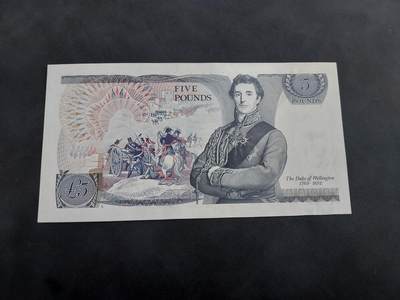 FIVE
POUNDS
5
POUNDS
£5
The Duke of Wellington
1769-1852